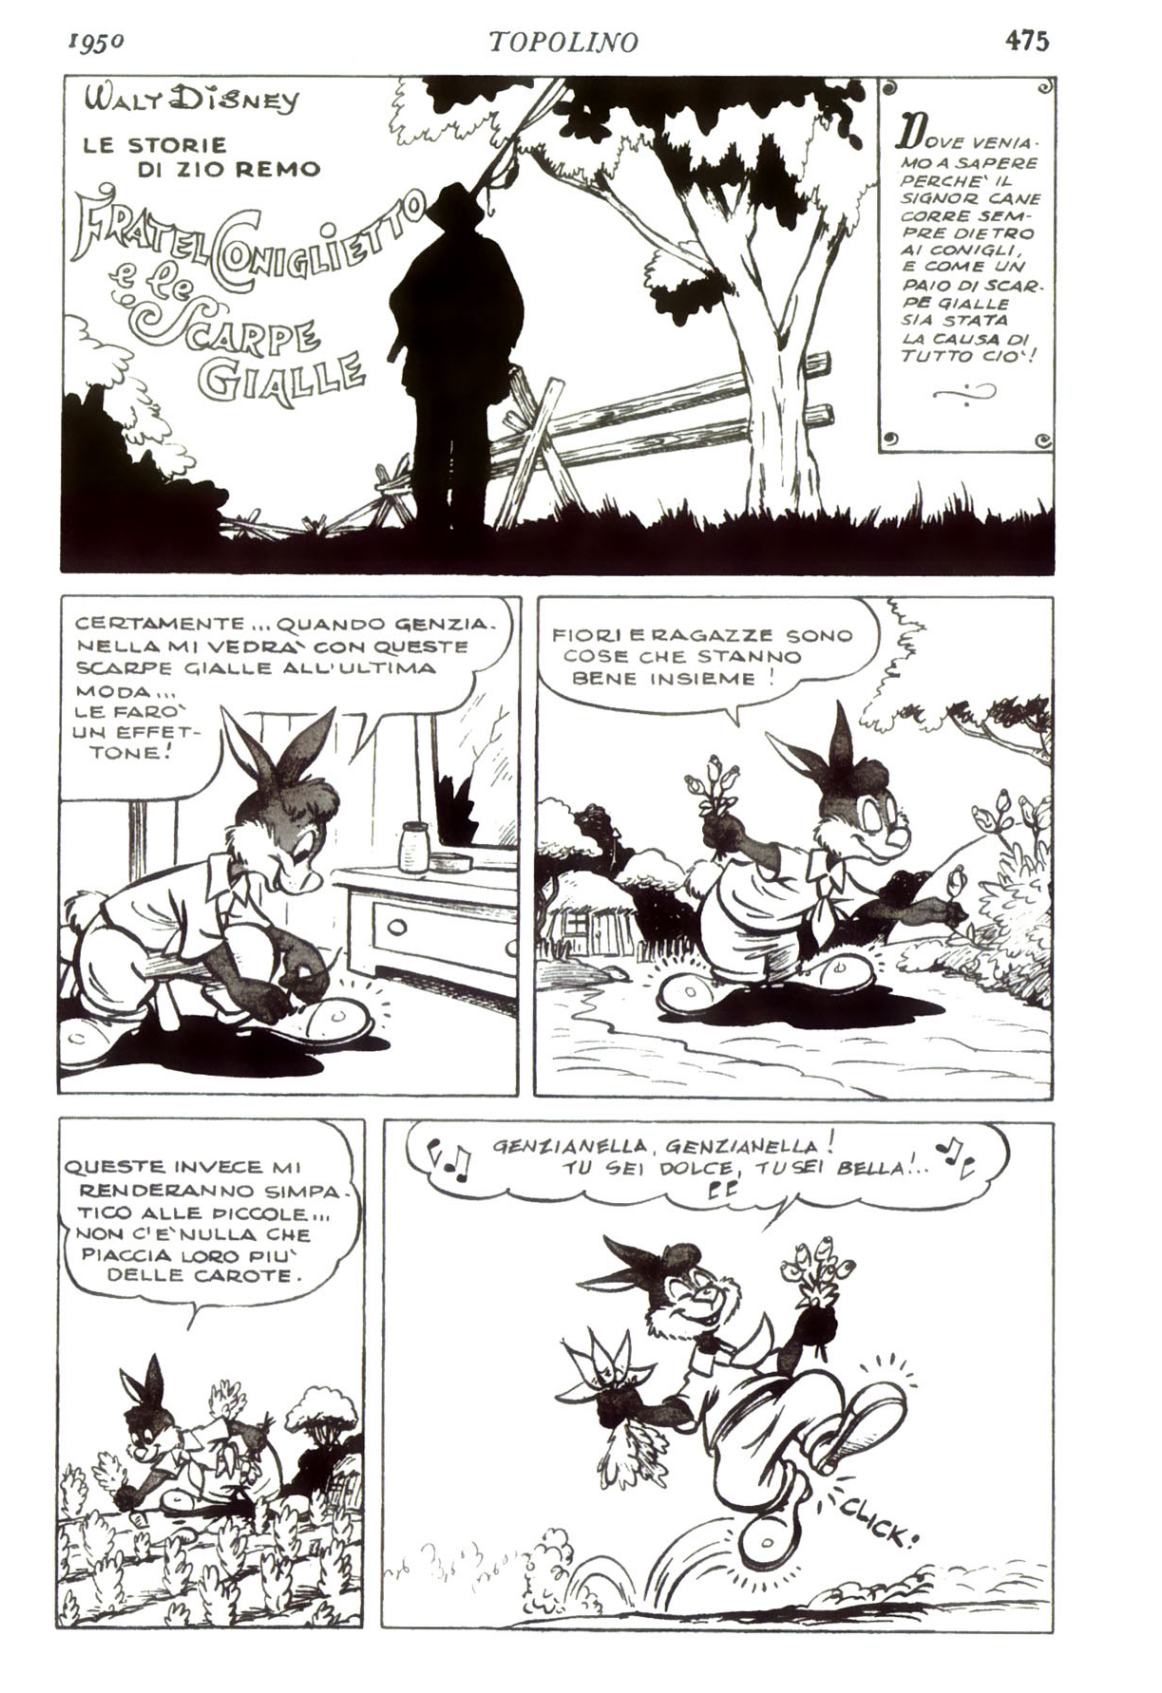 1950
TOPOLINO
475
WALT DISNEY
LE STORIE
DI ZIO REMO
FRATEL CONIGLIETTO
e le
SCARPE
GIALLE
DOVE VENIA-
MO A SAPERE
PERCHE` IL
SIGNOR CANE
CORRE SEM-
PRE DIETRO
AI CONIGLI,
E COME UN
PAIO DI SCAR-
PE GIALLE
SIA STATA
LA CAUSA DI
TUTTO CIO`!
CERTAMENTE... QUANDO GENZIA-
NELLA MI VEDRA` CON QUESTE
SCARPE GIALLE ALL'ULTIMA
MODA...
LE FARO`
UN EFFET-
TONE!
FIORI E RAGAZZE SONO
COSE CHE STANNO
BENE INSIEME!
QUESTE INVECE MI
RENDERANNO SIMPA-
TICO ALLE PICCOLE...
NON C'E` NULLA CHE
PIACCIA LORO PIU`
DELLE CAROTE.
GENZIANELLA, GENZIANELLA!
TU SEI DOLCE, TU SEI BELLA!..
CLICK!